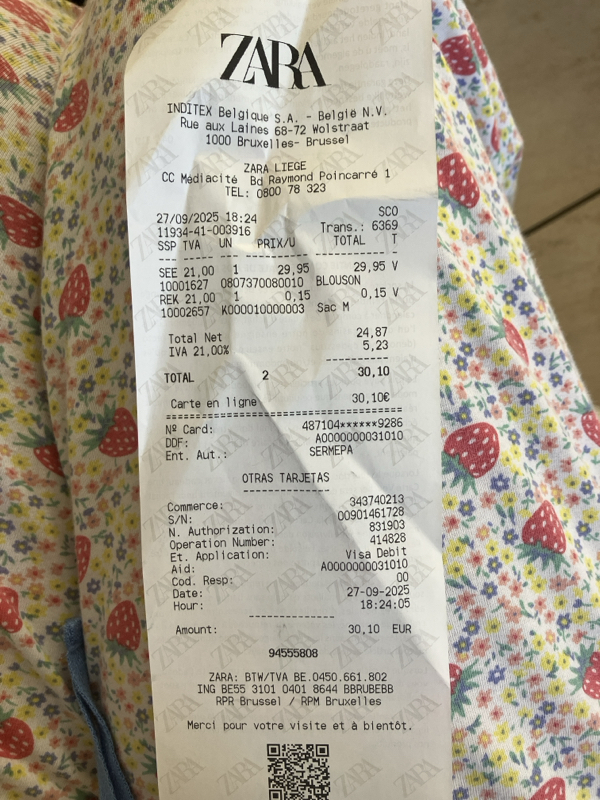 ZARA
INDITEX Belgique S.A. - België N.V.
Rue aux Laines 68-72 Wolstraat
1000 Bruxelles- Brussel
ZARA LIEGE
CC Médiacité Bd Raymond Poincarré 1
TEL: 0800 78 323
SCO
27/09/2025 18:24
11934-41-003916 Trans.: 6369
SSP TVA UN PRIX/U TOTAL T
SEE 21,00 1 29,95 29,95 V
10001627 0807370080010 BLOUSON
REK 21,00 1 0,15 0,15 V
10002657 K000010000003 Sac M
Total Net 24,87
IVA 21,00% 5,23
-----------
TOTAL 2 30,10
Carte en ligne 30,10€
Nº Card: 487104******9286
DDF: A0000000031010
Ent. Aut.: SERMEPA
OTRAS TARJETAS
---------------
Commerce: 343740213
S/N: 00901461728
N. Authorization: 831903
Operation Number: 414828
Et. Application: Visa Debit
Aid: A0000000031010
Cod. Resp: 00
Date: 27-09-2025
Hour: 18:24:05
---------------
Amount: 30,10 EUR
94555808
ZARA: BTW/TVA BE.0450.661.802
ING BE55 3101 0401 8644 BBRUBEBB
RPR Brussel / RPM Bruxelles
Merci pour votre visite et à bientôt.